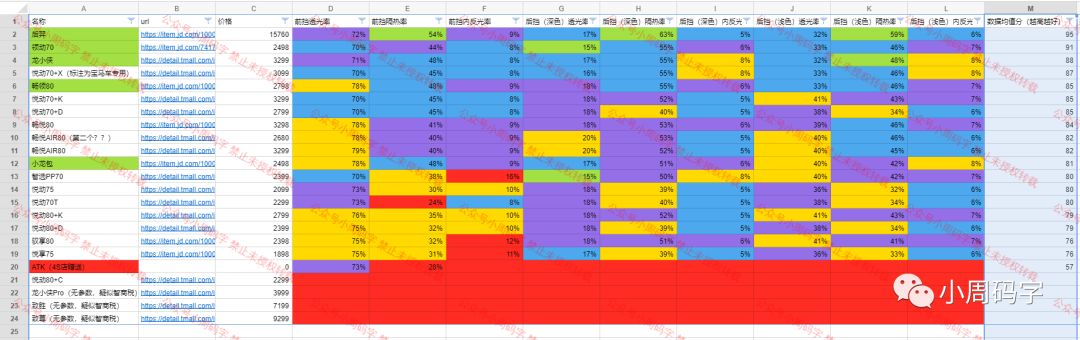 A B C D E F G H I J K L M
1 名称 url 价格 前挡透光率 前挡隔热率 前挡内反光率 后挡（深色）透光率 后挡（深色）隔热率 后挡（深色）内反光 后挡（浅色）透光率 后挡（浅色）隔热率 后挡（浅色）内反光 数据均值分（越高越好）
2 后羿 https://item.jd.com/1000 15760 72% 54% 9% 17% 63% 5% 32% 59% 6% 95
3 领动70 https://item.jd.com/7417 2498 70% 44% 8% 15% 55% 6% 33% 46% 7% 91
4 龙小侠 https://detail.tmall.com/i 3299 71% 48% 8% 17% 55% 8% 32% 48% 8% 88
5 悦动70+X（标注为宝马车专用） https://detail.tmall.com/i 3299 70% 45% 8% 16% 55% 8% 33% 46% 8% 87
6 畅领80 https://item.jd.com/1000 2798 78% 48% 9% 18% 55% 6% 33% 46% 7% 85
7 悦动70+K https://detail.tmall.com/i 3299 70% 45% 8% 18% 52% 5% 41% 43% 7% 85
8 悦动70+D https://detail.tmall.com/i 2799 70% 45% 8% 18% 40% 5% 38% 34% 6% 85
9 畅悦80 https://item.jd.com/1000 3298 78% 41% 9% 18% 53% 6% 39% 46% 7% 84
10 畅悦AIR80（第二个？？） https://item.jd.com/1000 2680 78% 40% 9% 20% 53% 5% 40% 46% 6% 82
11 畅悦AIR80 https://detail.tmall.com/i 3299 79% 40% 9% 20% 52% 5% 40% 46% 6% 82
12 小龙包 https://item.jd.com/1000 2498 78% 48% 9% 17% 51% 6% 40% 42% 8% 81
13 智选PP70 https://detail.tmall.com/i 2399 70% 38% 16% 15% 50% 8% 40% 42% 7% 80
14 悦动75 https://detail.tmall.com/i 2099 73% 30% 10% 18% 39% 5% 36% 32% 6% 80
15 悦动70T https://detail.tmall.com/i 73% 24% 8% 18% 40% 5% 38% 34% 6% 80
16 悦动80+K https://detail.tmall.com/i 2799 76% 35% 10% 18% 52% 5% 41% 43% 7% 79
17 悦动80+D https://detail.tmall.com/i 2299 75% 32% 10% 18% 39% 5% 38% 34% 6% 79
18 驭享80 https://item.jd.com/1000 2398 75% 32% 12% 18% 51% 6% 41% 41% 7% 76
19 悦享75 https://item.jd.com/1000 1898 75% 31% 11% 17% 39% 5% 36% 33% 6% 76
20 ATK（4S店赠送） https://detail.tmall.com/i 0 73% 28% 57
21 悦动80+C https://detail.tmall.com/i 2299
22 龙小侠Pro（无参数，疑似智商税） https://detail.tmall.com/i 3999
23 致胜（无参数，疑似智商税） https://detail.tmall.com/i 7199
24 https://detail.tmall.com/i 9299
25
公众号小周码字 禁止未授权转载
小周码字